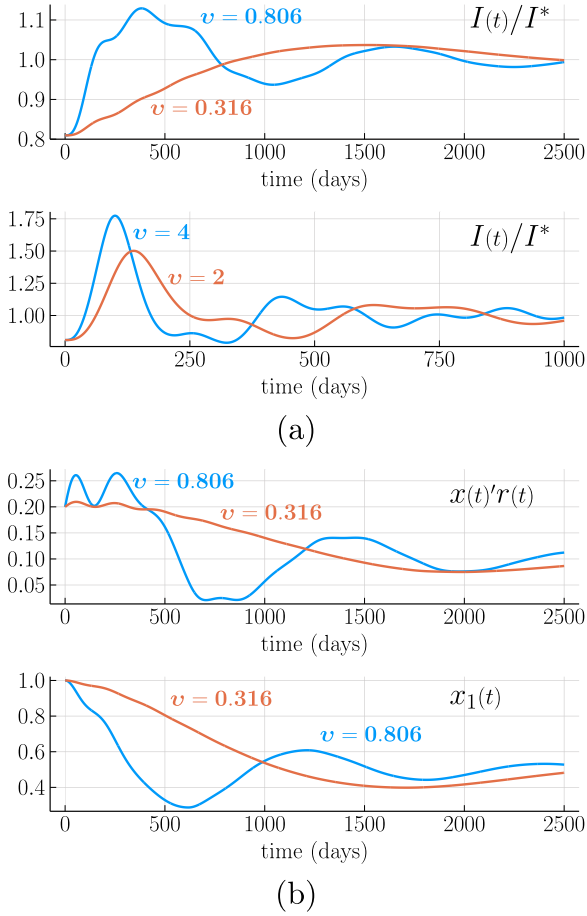 1.1
1.0
0.9
0.8
υ = 0.806
I(t)/I*
υ = 0.316
0 500 1000 1500 2000 2500
time (days)
1.75
1.50
1.25
1.00
υ = 4
I(t)/I*
υ = 2
0 250 500 750 1000
time (days)
(a)
0.25
0.20
0.15
0.10
0.05
υ = 0.806
x(t)′r(t)
υ = 0.316
0 500 1000 1500 2000 2500
time (days)
1.0
0.8
0.6
0.4
υ = 0.316
x₁(t)
υ = 0.806
0 500 1000 1500 2000 2500
time (days)
(b)